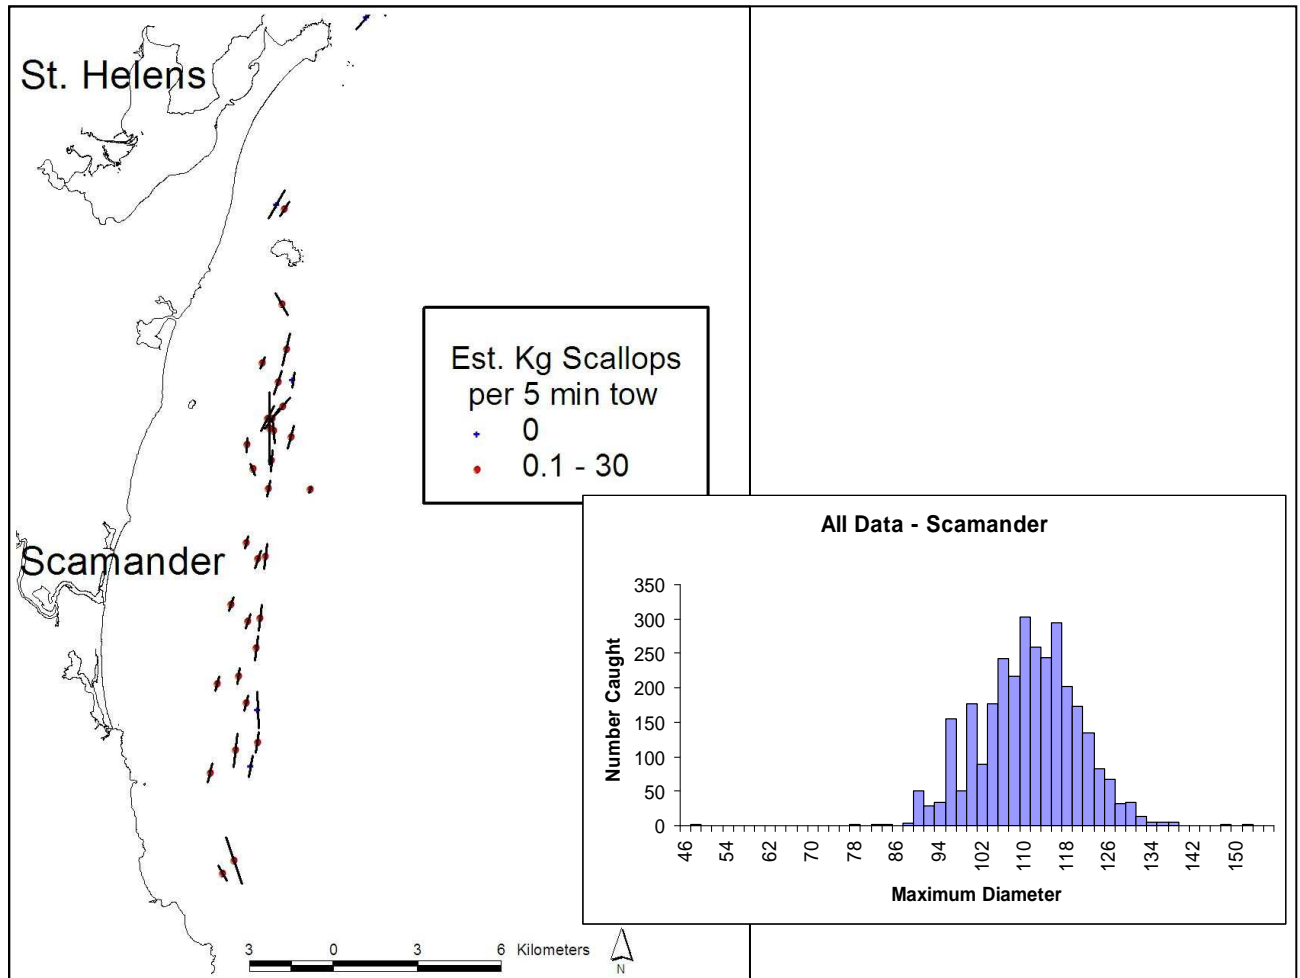 St. Helens
Est. Kg Scallops
per 5 min tow
0
0.1 - 30
Scamander
All Data - Scamander
Number Caught
350
300
250
200
150
100
50
0
46 54 62 70 78 86 94 102 110 118 126 134 142 150
Maximum Diameter
3 0 3 6 Kilometers
N